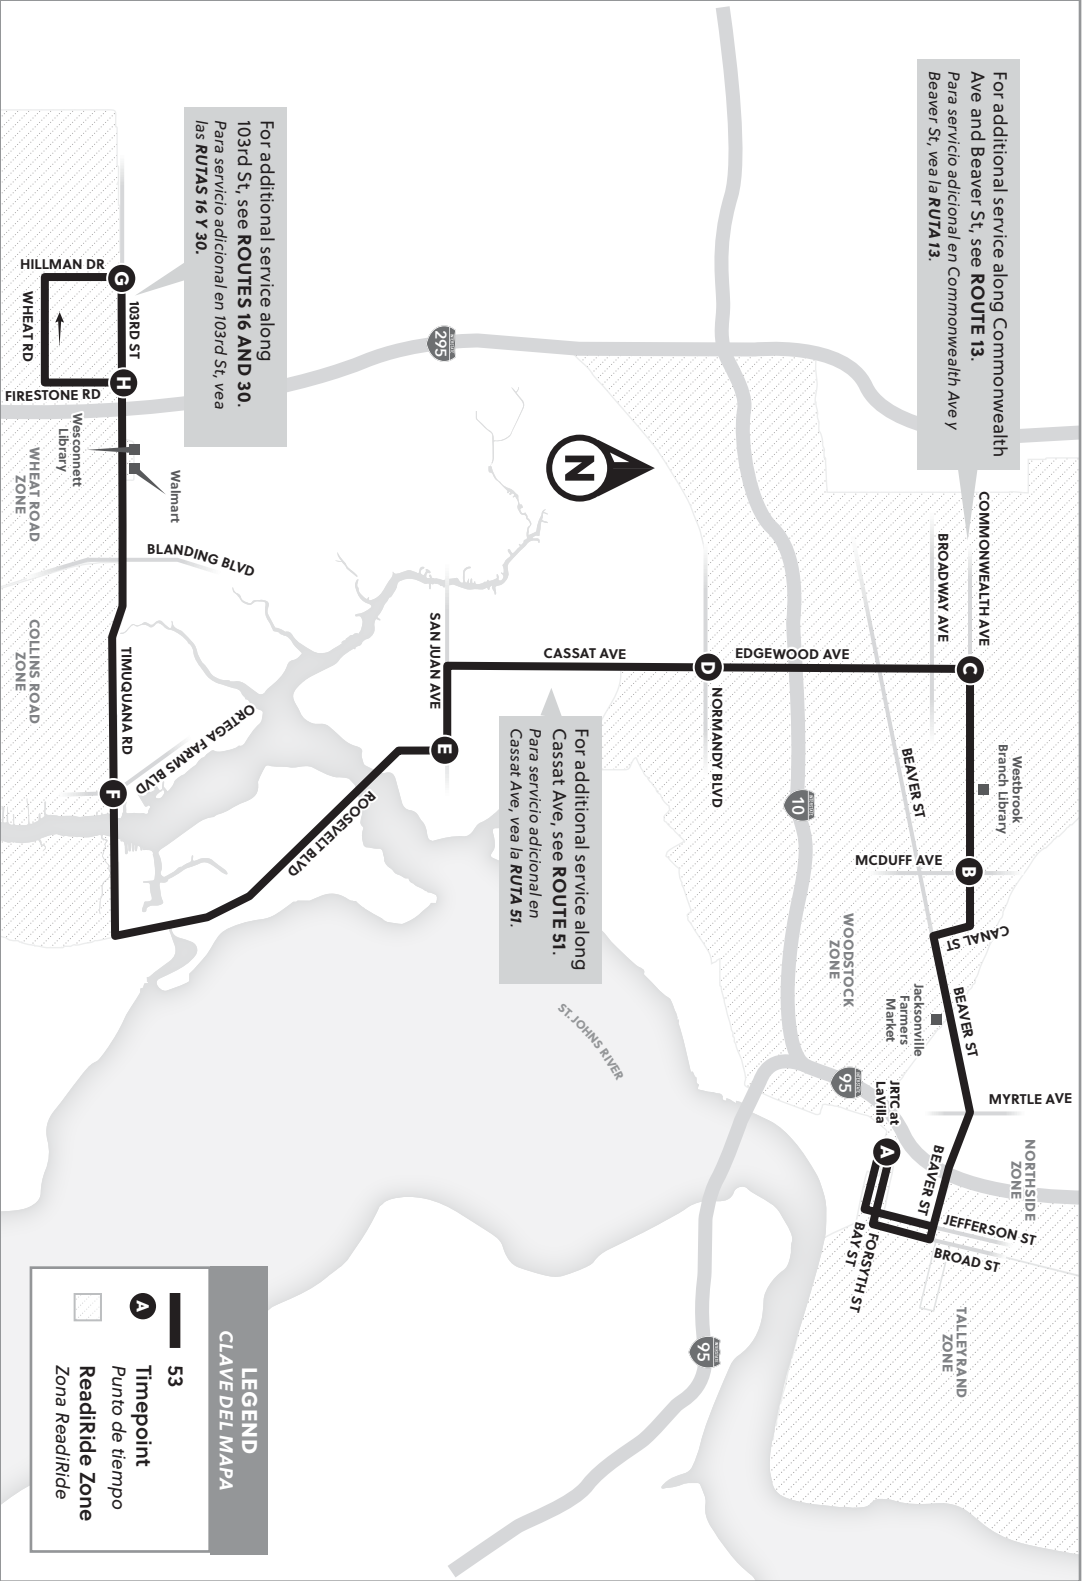 For additional service along Commonwealth
Ave and Beaver St, see ROUTE 13.
Para servicio adicional en Commonwealth Ave y
Beaver St, vea la RUTA 13.
COMMONWEALTH AVE
BROADWAY AVE
C
EDGEWOOD AVE
BEAVER ST
Westbrook
Branch Library
MCDUFF AVE
B
CANAL ST
BEAVER ST
Jacksonville
Farmers
Market
WOODSTOCK
ZONE
MYRTLE AVE
NORTHSIDE
ZONE
JRTC at
LaVilla
A
BEAVER ST
JEFFERSON ST
BROAD ST
FORSYTH ST
BAY ST
TALLEYRAND
ZONE
95
10
95
295
D
NORMANDY BLVD
CASSAT AVE
For additional service along
Cassat Ave, see ROUTE 51.
Para servicio adicional en
Cassat Ave, vea la RUTA 51.
ST. JOHNS RIVER
N
SAN JUAN AVE
E
ROOSEVELT BLVD
For additional service along
103rd St, see ROUTES 16 AND 30.
Para servicio adicional en 103rd St, vea
las RUTAS 16 Y 30.
HILLMAN DR
G
103RD ST
WHEAT RD
H
FIRESTONE RD
Wesconnett
Library
Walmart
WHEAT ROAD
ZONE
BLANDING BLVD
COLLINS ROAD
ZONE
TIMUQUANA RD
ORTEGA FARMS BLVD
F
LEGEND
CLAVE DEL MAPA
53
A
Timepoint
Punto de tiempo
ReadiRide Zone
Zona ReadiRide